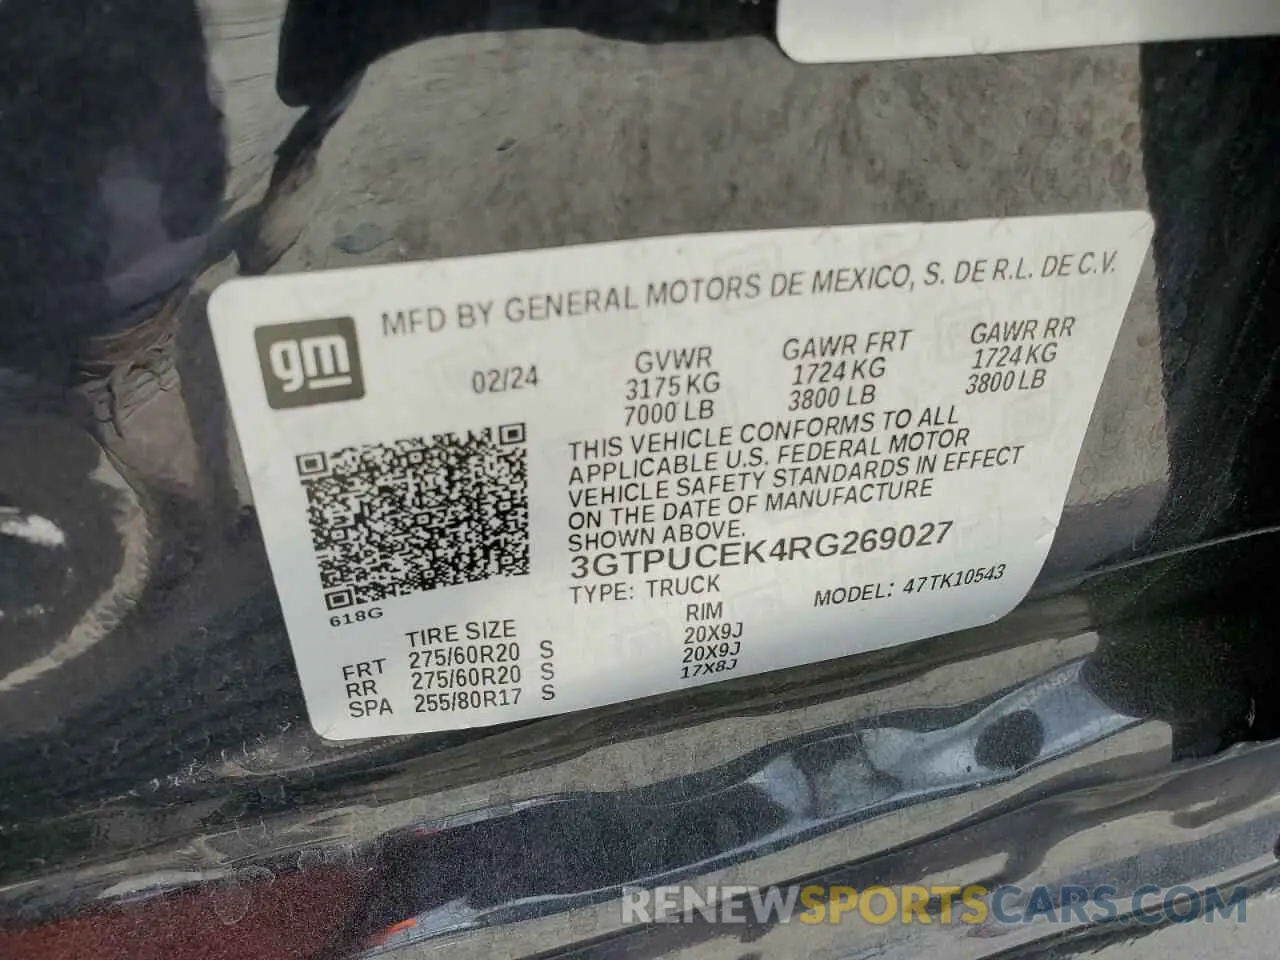 MFD BY GENERAL MOTORS DE MEXICO, S. DE R.L. DE C.V.
gm
02/24
GVWR
3175 KG
7000 LB
GAWR FRT
1724 KG
3800 LB
GAWR RR
1724 KG
3800 LB
THIS VEHICLE CONFORMS TO ALL
APPLICABLE U.S. FEDERAL MOTOR
VEHICLE SAFETY STANDARDS IN EFFECT
ON THE DATE OF MANUFACTURE
SHOWN ABOVE.
3GTPUCEK4RG269027
TYPE: TRUCK
MODEL: 47TK10543
618G
TIRE SIZE RIM
FRT 275/60R20 S 20X9J
RR 275/60R20 S 20X9J
SPA 255/80R17 S 17X8J
RENEWSPORTSCARS.COM